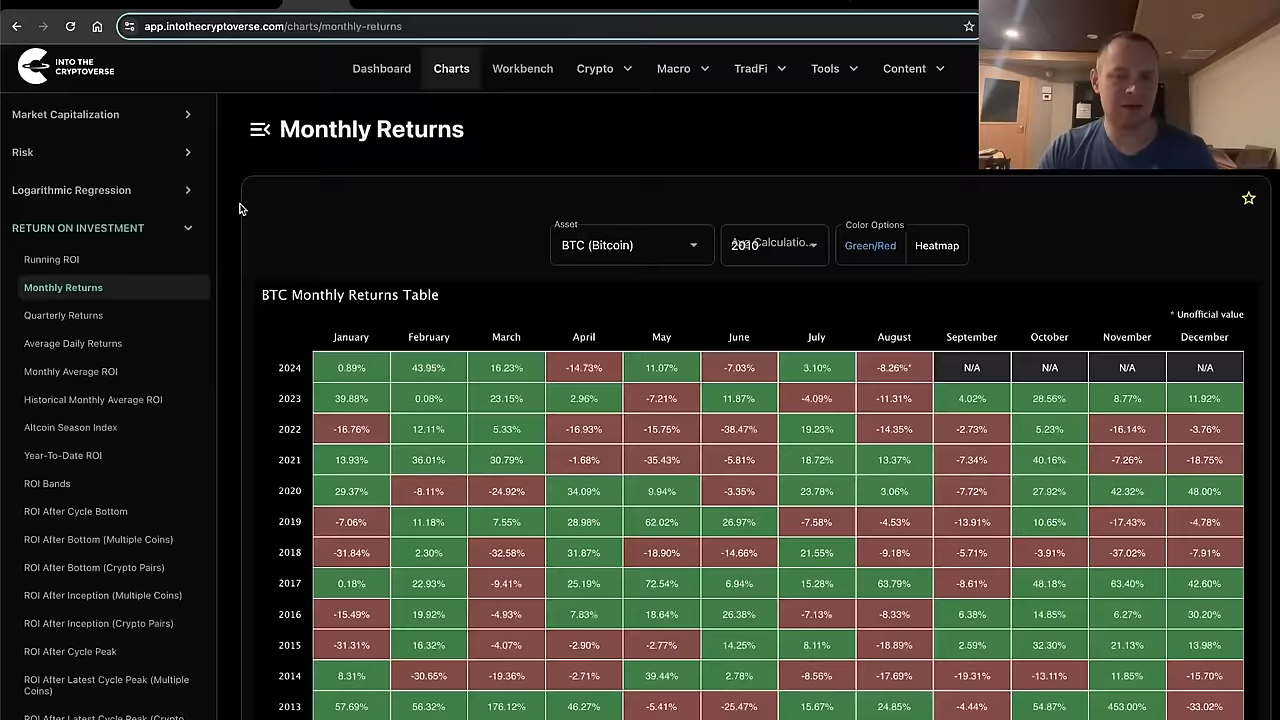 app.intothecryptoverse.com/charts/monthly-returns
INTO THE
CRYPTOVERSE
Dashboard Charts Workbench Crypto Macro TradFi Tools Content
Market Capitalization
Risk
Logarithmic Regression
RETURN ON INVESTMENT
Running ROI
Monthly Returns
Quarterly Returns
Average Daily Returns
Monthly Average ROI
Historical Monthly Average ROI
Altcoin Season Index
Year-To-Date ROI
ROI Bands
ROI After Cycle Bottom
ROI After Bottom (Multiple Coins)
ROI After Bottom (Crypto Pairs)
ROI After Inception (Multiple Coins)
ROI After Inception (Crypto Pairs)
ROI After Cycle Peak
ROI After Latest Cycle Peak (Multiple
Coins)
ROI After Latest Cycle Peak (Crypto
Monthly Returns
Asset
BTC (Bitcoin)
2010
Calculatio...
Color Options
Green/Red Heatmap
BTC Monthly Returns Table
* Unofficial value
January February March April May June July August September October November December
2024 0.89% 43.95% 16.23% -14.73% 11.07% -7.03% 3.10% -8.26%* N/A N/A N/A N/A
2023 39.88% 0.08% 23.15% 2.96% -7.21% 11.87% -4.09% -11.31% 4.02% 28.56% 8.77% 11.92%
2022 -16.76% 12.11% 5.33% -16.93% -15.75% -38.47% 19.23% -14.35% -2.73% 5.23% -16.14% -3.76%
2021 13.93% 36.01% 30.79% -1.68% -35.43% -5.81% 18.72% 13.37% -7.34% 40.16% -7.26% -18.75%
2020 29.37% -8.11% -24.92% 34.09% 9.94% -3.35% 23.78% 3.06% -7.72% 27.92% 42.32% 48.00%
2019 -7.06% 11.18% 7.55% 28.98% 62.02% 26.97% -7.58% -4.53% -13.91% 10.65% -17.43% -4.78%
2018 -31.84% 2.30% -32.58% 31.87% -18.90% -14.66% 21.55% -9.18% -5.71% -3.91% -37.02% -7.91%
2017 0.18% 22.93% -9.41% 25.19% 72.54% 6.94% 15.28% 63.79% -8.61% 48.18% 63.40% 42.60%
2016 -15.49% 19.92% -4.93% 7.83% 18.64% 26.38% -7.13% -8.33% 6.38% 14.85% 6.27% 30.20%
2015 -31.31% 16.32% -4.07% -2.90% -2.77% 14.25% 8.11% -18.89% 2.59% 32.30% 21.13% 13.98%
2014 8.31% -30.65% -19.36% -2.71% 39.44% 2.78% -8.56% -17.69% -19.31% -13.11% 11.85% -15.70%
2013 57.69% 56.32% 176.12% 46.27% -5.41% -25.47% 15.67% 24.85% -4.44% 54.87% 453.00% -33.02%